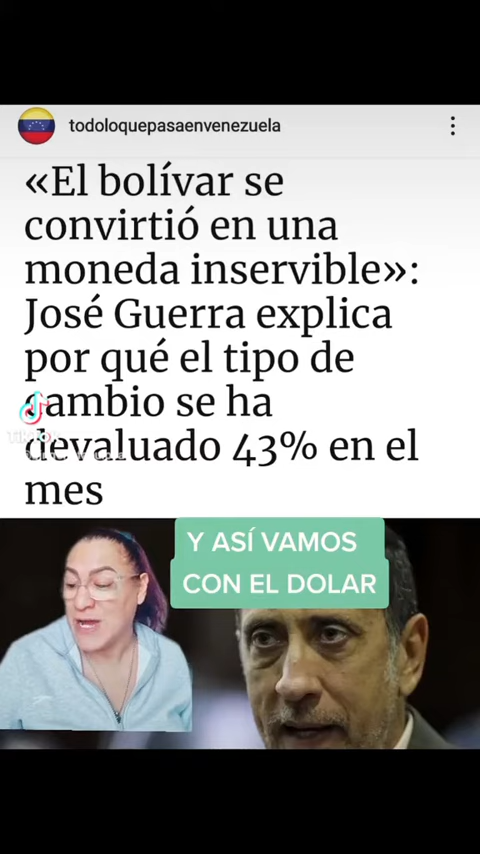 todoloquepasaenvenezuela
«El bolívar se
convirtió en una
moneda inservible»:
José Guerra explica
por qué el tipo de
cambio se ha
devaluado 43% en el
mes
TikTok
Y ASÍ VAMOS
CON EL DOLAR